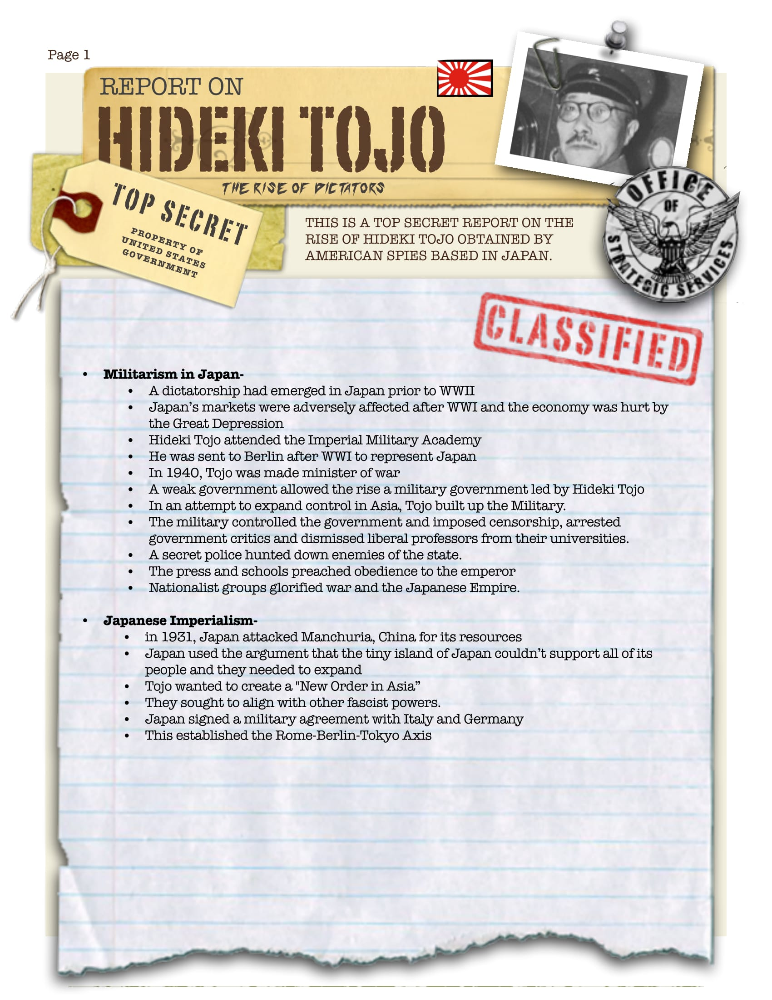 Page 1
REPORT ON
HIDEKI TOJO
THE RISE OF DICTATORS
TOP SECRET
PROPERTY OF
UNITED STATES
GOVERNMENT
THIS IS A TOP SECRET REPORT ON THE
RISE OF HIDEKI TOJO OBTAINED BY
AMERICAN SPIES BASED IN JAPAN.
OFFICE
OF
STRATEGIC SERVICES
CLASSIFIED
• Militarism in Japan-
• A dictatorship had emerged in Japan prior to WWII
• Japan’s markets were adversely affected after WWI and the economy was hurt by
the Great Depression
• Hideki Tojo attended the Imperial Military Academy
• He was sent to Berlin after WWI to represent Japan
• In 1940, Tojo was made minister of war
• A weak government allowed the rise a military government led by Hideki Tojo
• In an attempt to expand control in Asia, Tojo built up the Military.
• The military controlled the government and imposed censorship, arrested
government critics and dismissed liberal professors from their universities.
• A secret police hunted down enemies of the state.
• The press and schools preached obedience to the emperor
• Nationalist groups glorified war and the Japanese Empire.
• Japanese Imperialism-
• in 1931, Japan attacked Manchuria, China for its resources
• Japan used the argument that the tiny island of Japan couldn’t support all of its
people and they needed to expand
• Tojo wanted to create a "New Order in Asia”
• They sought to align with other fascist powers.
• Japan signed a military agreement with Italy and Germany
• This established the Rome-Berlin-Tokyo Axis